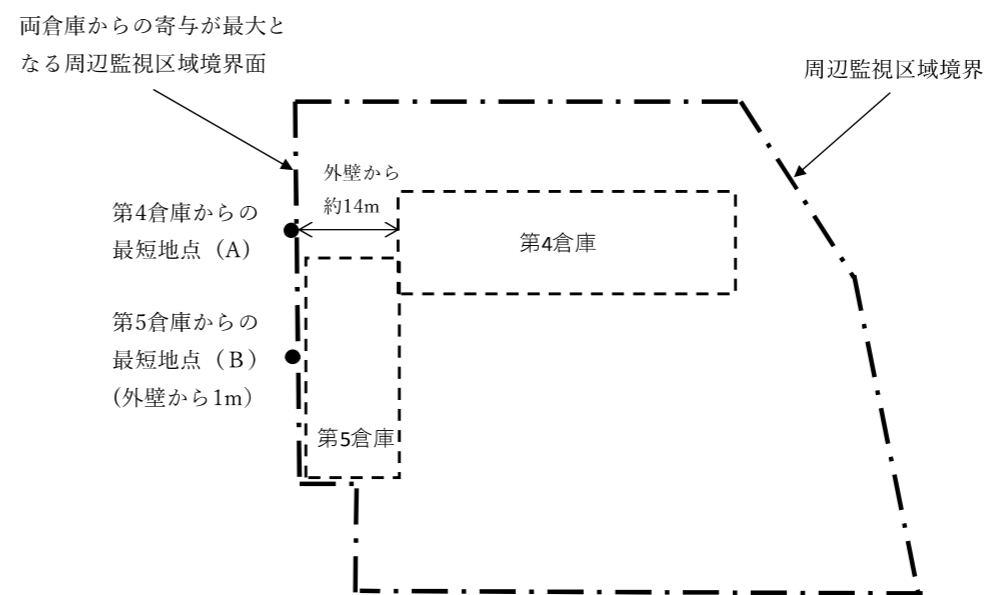 両倉庫からの寄与が最大と
なる周辺監視区域境界面
周辺監視区域境界
外壁から
約14m
第4倉庫からの
最短地点（A）
第4倉庫
第5倉庫からの
最短地点（B）
(外壁から1m）
第5倉庫